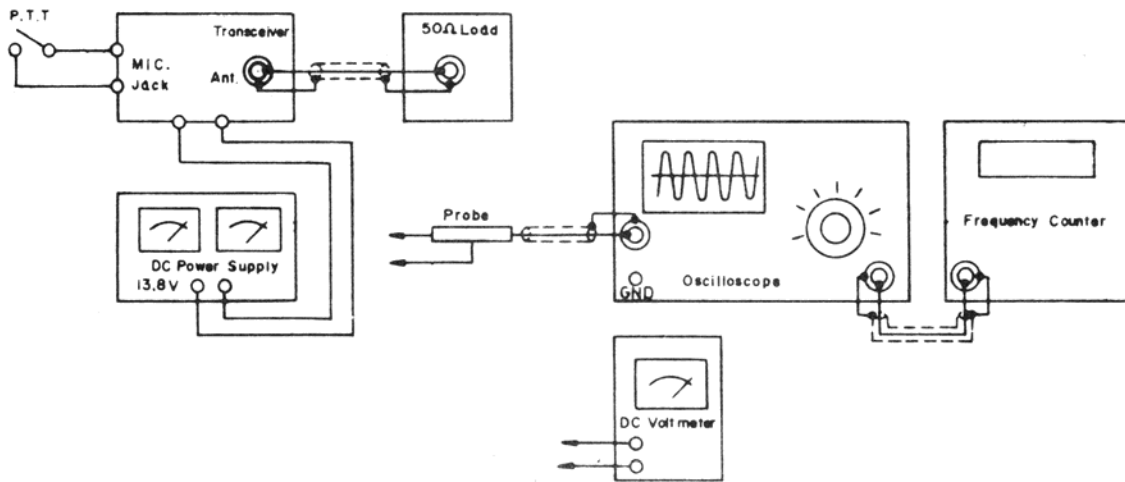 P.T.T
Transceiver
MIC.
Jack
Ant.
50Ω Load
DC Power Supply
13.8V
Probe
GND
Oscilloscope
Frequency Counter
DC Voltmeter